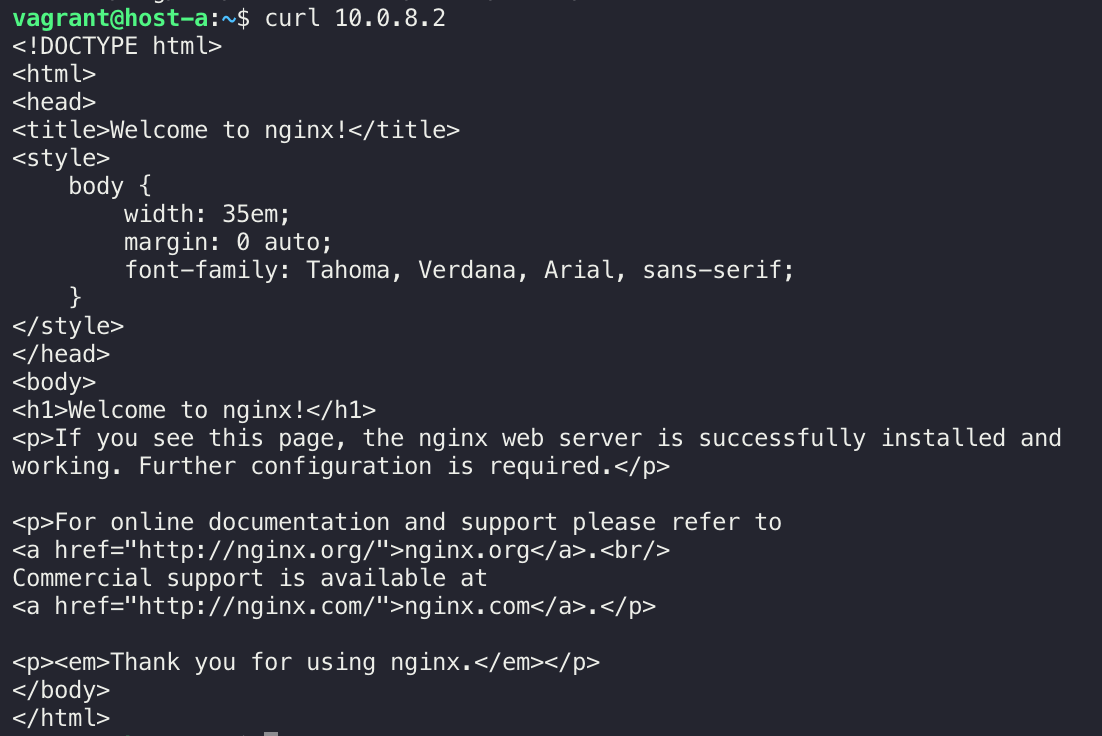 vagrant@host-a:~$ curl 10.0.8.2
<!DOCTYPE html>
<html>
<head>
<title>Welcome to nginx!</title>
<style>
    body {
        width: 35em;
        margin: 0 auto;
        font-family: Tahoma, Verdana, Arial, sans-serif;
    }
</style>
</head>
<body>
<h1>Welcome to nginx!</h1>
<p>If you see this page, the nginx web server is successfully installed and
working. Further configuration is required.</p>

<p>For online documentation and support please refer to
<a href="http://nginx.org/">nginx.org</a>.<br/>
Commercial support is available at
<a href="http://nginx.com/">nginx.com</a>.</p>

<p><em>Thank you for using nginx.</em></p>
</body>
</html>